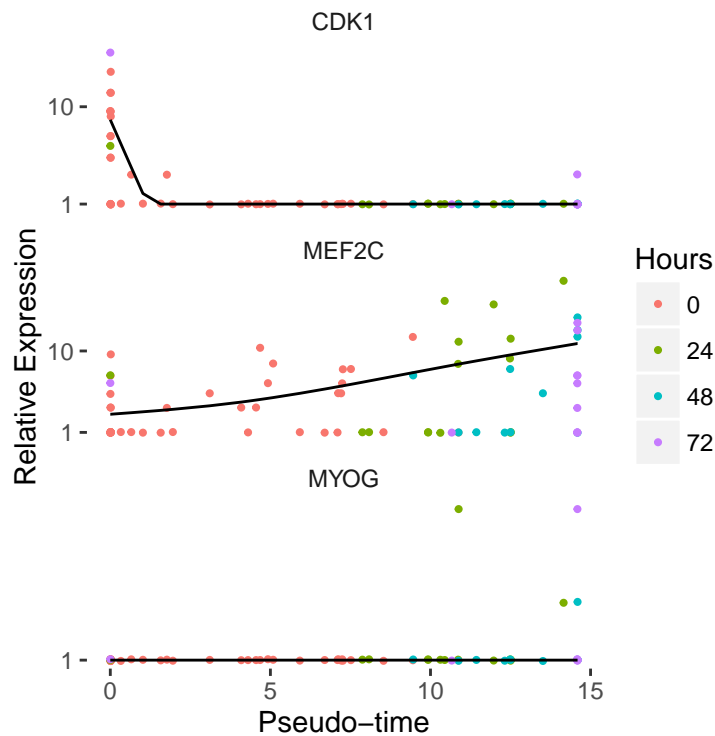 CDK1
10
1
MEF2C
Relative Expression
10
1
MYOG
1
0 5 10 15
Pseudo−time
Hours
0
24
48
72